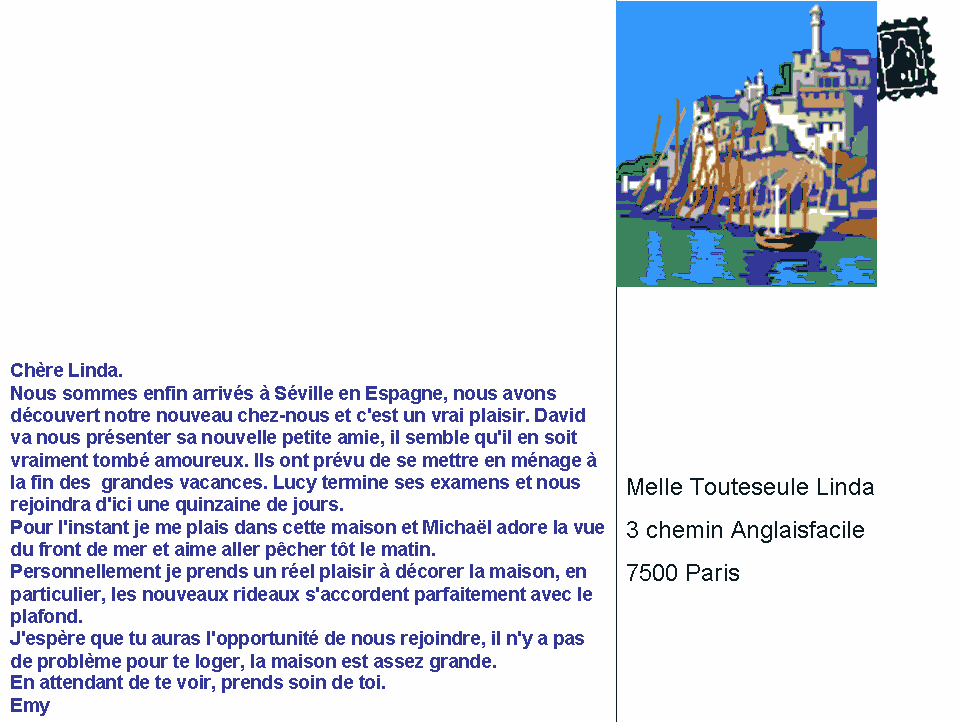 Chère Linda.
Nous sommes enfin arrivés à Séville en Espagne, nous avons
découvert notre nouveau chez-nous et c'est un vrai plaisir. David
va nous présenter sa nouvelle petite amie, il semble qu'il en soit
vraiment tombé amoureux. Ils ont prévu de se mettre en ménage à
la fin des  grandes vacances. Lucy termine ses examens et nous
rejoindra d'ici une quinzaine de jours.
Pour l'instant je me plais dans cette maison et Michaël adore la vue
du front de mer et aime aller pêcher tôt le matin.
Personnellement je prends un réel plaisir à décorer la maison, en
particulier, les nouveaux rideaux s'accordent parfaitement avec le
plafond.
J'espère que tu auras l'opportunité de nous rejoindre, il n'y a pas
de problème pour te loger, la maison est assez grande.
En attendant de te voir, prends soin de toi.
Emy
Melle Touteseule Linda
3 chemin Anglaisfacile
7500 Paris